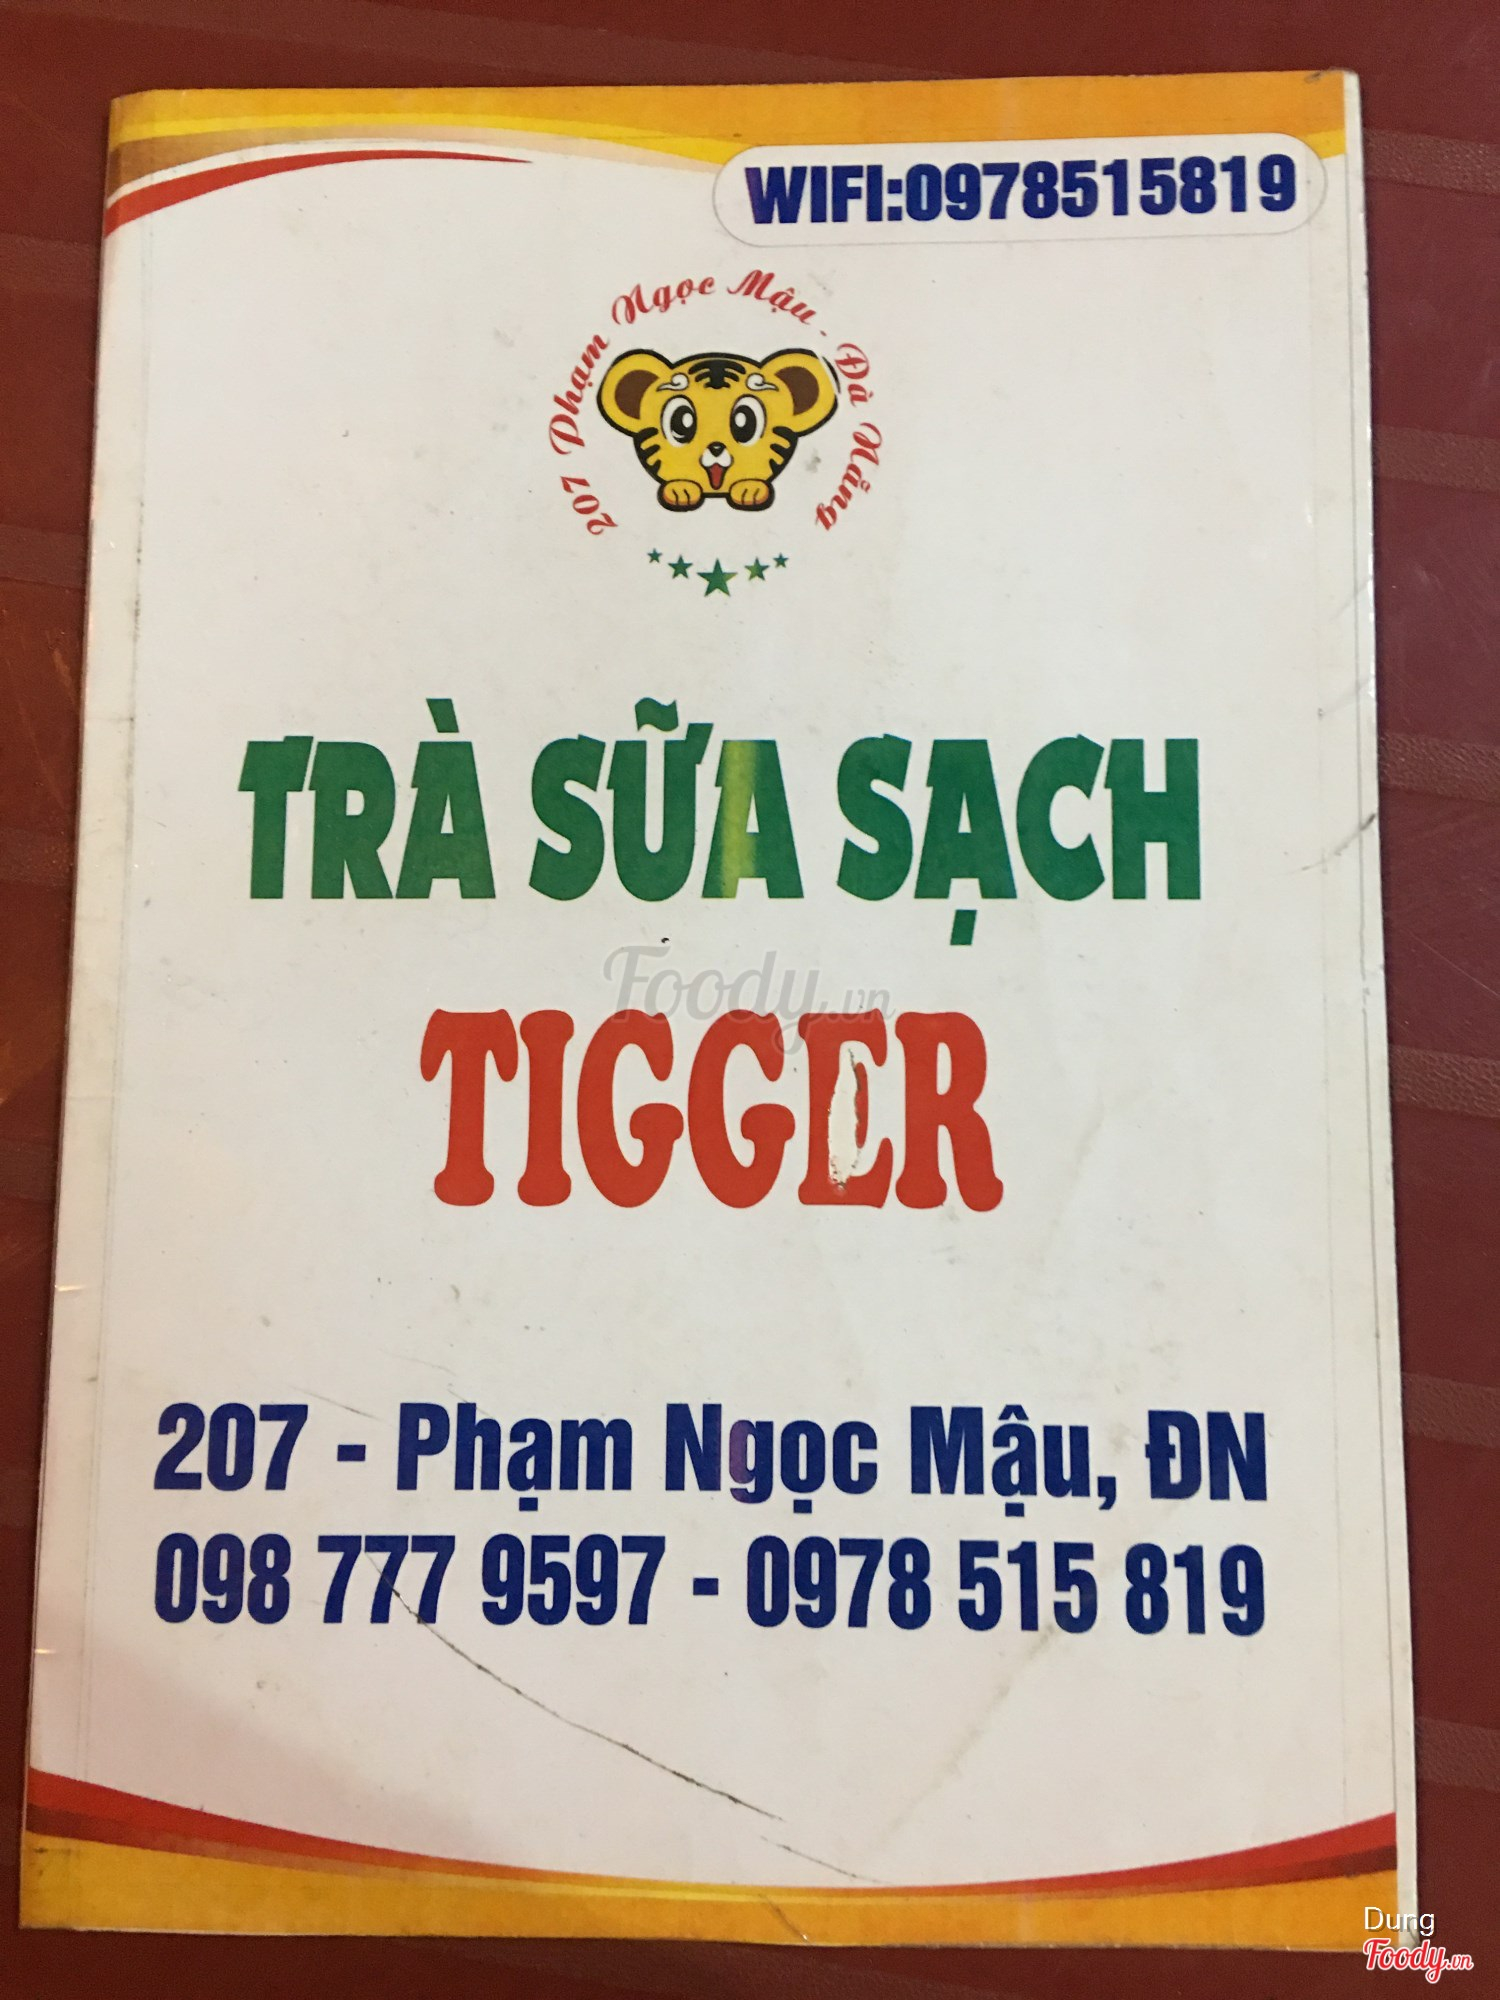 WIFI:0978515819
207 Phạm Ngọc Mậu - Đà Nẵng
TRÀ SỮA SẠCH
Foody.vn
TIGGER
207 - Phạm Ngọc Mậu, ĐN
098 777 9597 - 0978 515 819
Dung
Foody.vn